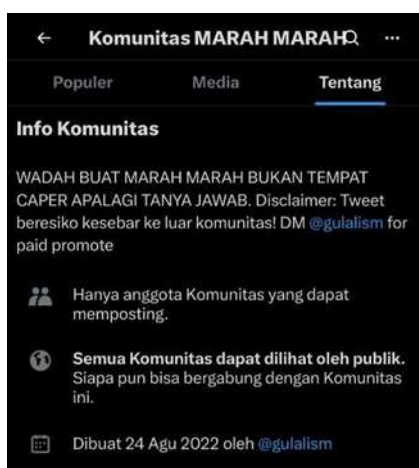 Komunitas MARAH MARAH
Populer Media Tentang
Info Komunitas
WADAH BUAT MARAH MARAH BUKAN TEMPAT
CAPER APALAGI TANYA JAWAB. Disclaimer: Tweet
beresiko kesebar ke luar komunitas! DM @gulalism for
paid promote
Hanya anggota Komunitas yang dapat
memposting.
Semua Komunitas dapat dilihat oleh publik.
Siapa pun bisa bergabung dengan Komunitas
ini.
Dibuat 24 Agu 2022 oleh @gulalism